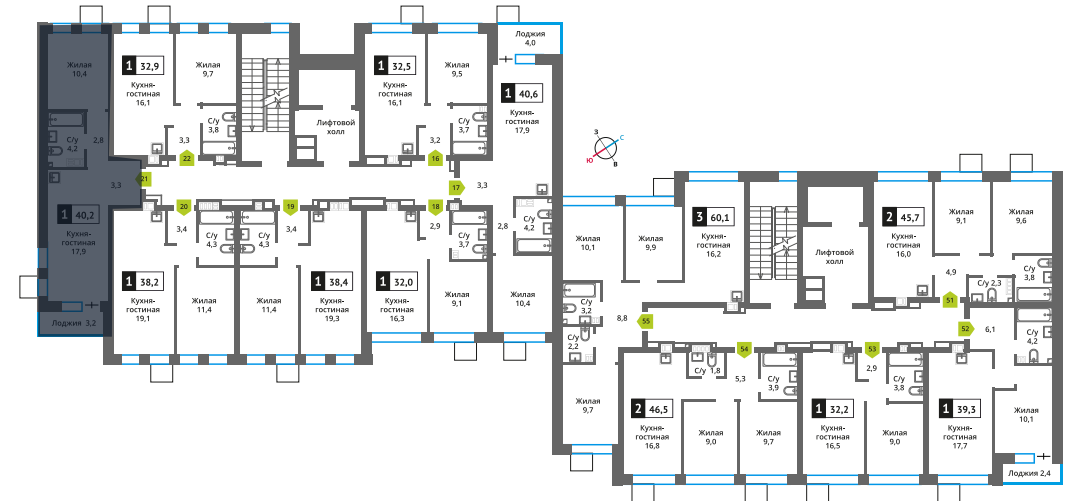 Лоджия
4,0
Жилая
10,4
1 32,9
Кухня-
гостиная
16,1
Жилая
9,7
С/у
3,8
3,3
22
Лифтовой
холл
1 32,5
Кухня-
гостиная
16,1
Жилая
9,5
С/у
3,7
3,2
16
1 40,6
Кухня-
гостиная
17,9
С/у
4,2
2,8
3,3
21
1 40,2
Кухня-
гостиная
17,9
Лоджия 3,2
20
3,4
С/у
4,3
1 38,2
Кухня-
гостиная
19,1
Жилая
11,4
19
С/у
4,3
3,4
Жилая
11,4
1 38,4
Кухня-
гостиная
19,3
18
2,9
С/у
3,7
1 32,0
Кухня-
гостиная
16,3
Жилая
9,1
17
3,3
2,8
С/у
4,2
Жилая
10,4
З
С
Ю
В
Жилая
10,1
Жилая
9,9
3 60,1
Кухня-
гостиная
16,2
С/у
3,2
8,8
55
С/у
2,2
Жилая
9,7
Лифтовой
холл
2 45,7
Кухня-
гостиная
16,0
Жилая
9,1
Жилая
9,6
4,9
С/у 2,3
С/у
3,8
51
52
6,1
С/у
4,2
54
С/у
1,8
5,3
С/у
3,9
2 46,5
Кухня-
гостиная
16,8
Жилая
9,0
Жилая
9,7
53
2,9
С/у
3,8
1 32,2
Кухня-
гостиная
16,5
Жилая
9,0
1 39,3
Кухня-
гостиная
17,7
Жилая
10,1
Лоджия 2,4